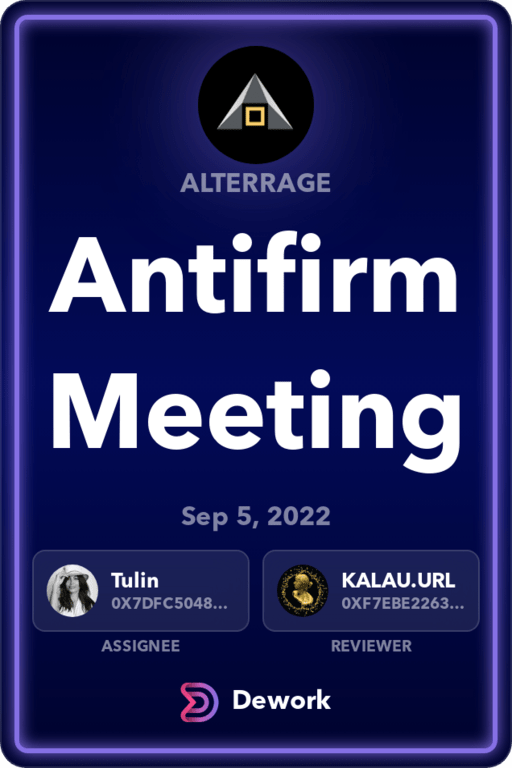 ALTERRAGE
Antifirm
Meeting
Sep 5, 2022
Tulin
0X7DFC5048...
ASSIGNEE
KALAU.URL
0XF7EBE2263...
REVIEWER
Dework